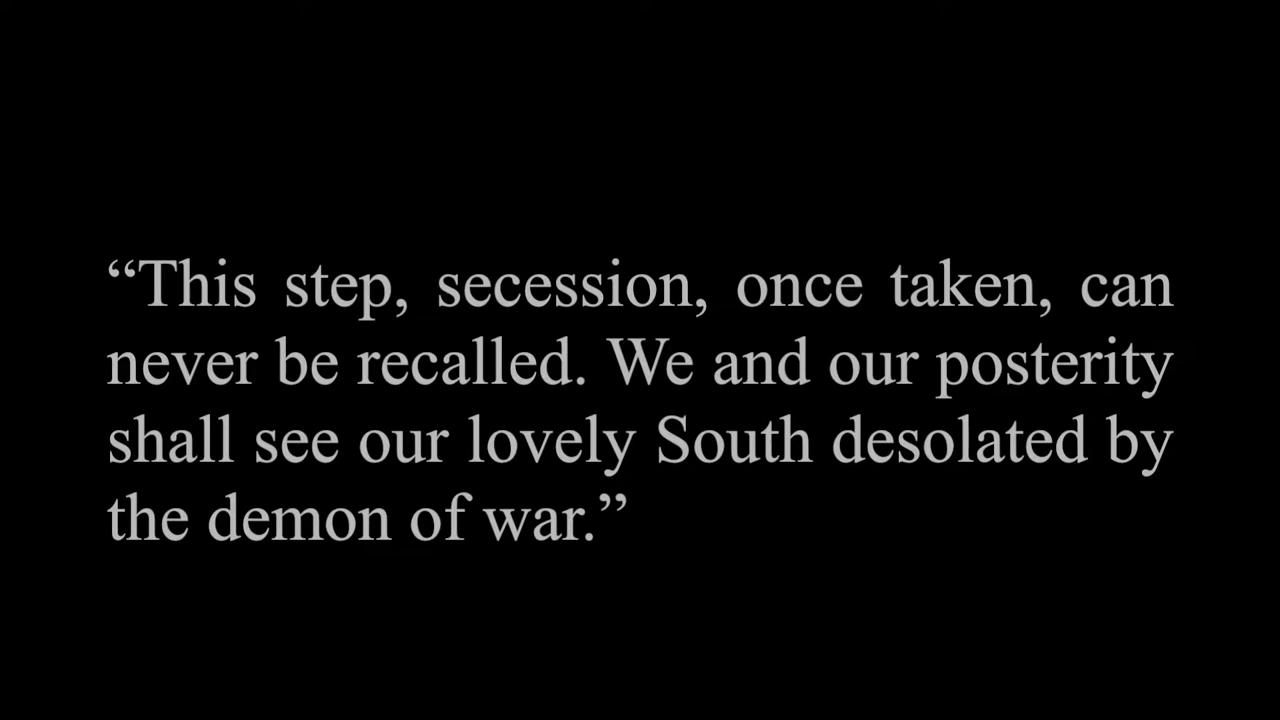 “This step, secession, once taken, can
never be recalled. We and our posterity
shall see our lovely South desolated by
the demon of war.”